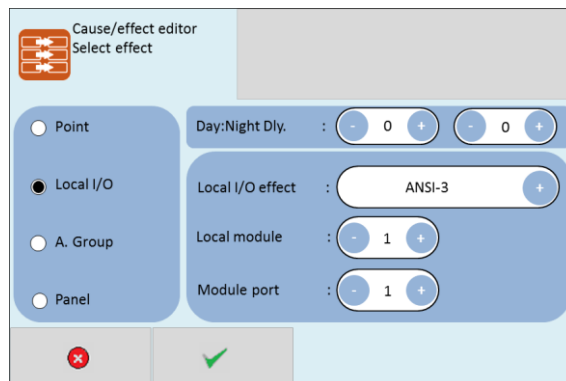 Cause/effect editor
Select effect
Point
Local I/O
A. Group
Panel
Day:Night Dly. : - 0 + - 0 +
Local I/O effect : ANSI-3 +
Local module : - 1 +
Module port : - 1 +